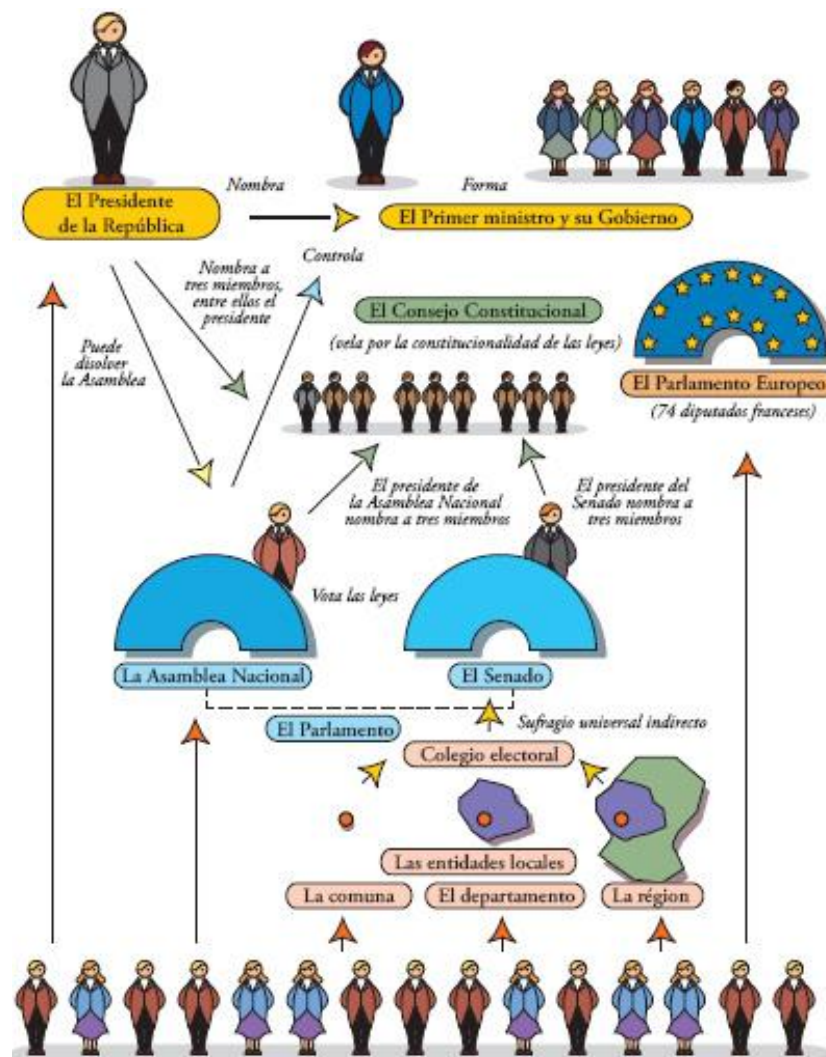 El Presidente
de la República
Nombra
Forma
El Primer ministro y su Gobierno
Nombra a
tres miembros,
entre ellos el
presidente
Controla
Puede
disolver
la Asamblea
El Consejo Constitucional
(vela por la constitucionalidad de las leyes)
El Parlamento Europeo
(74 diputados franceses)
El presidente de
la Asamblea Nacional
nombra a tres miembros
El presidente del
Senado nombra a
tres miembros
Vota las leyes
La Asamblea Nacional
El Senado
El Parlamento
Sufragio universal indirecto
Colegio electoral
Las entidades locales
La comuna
El departamento
La région